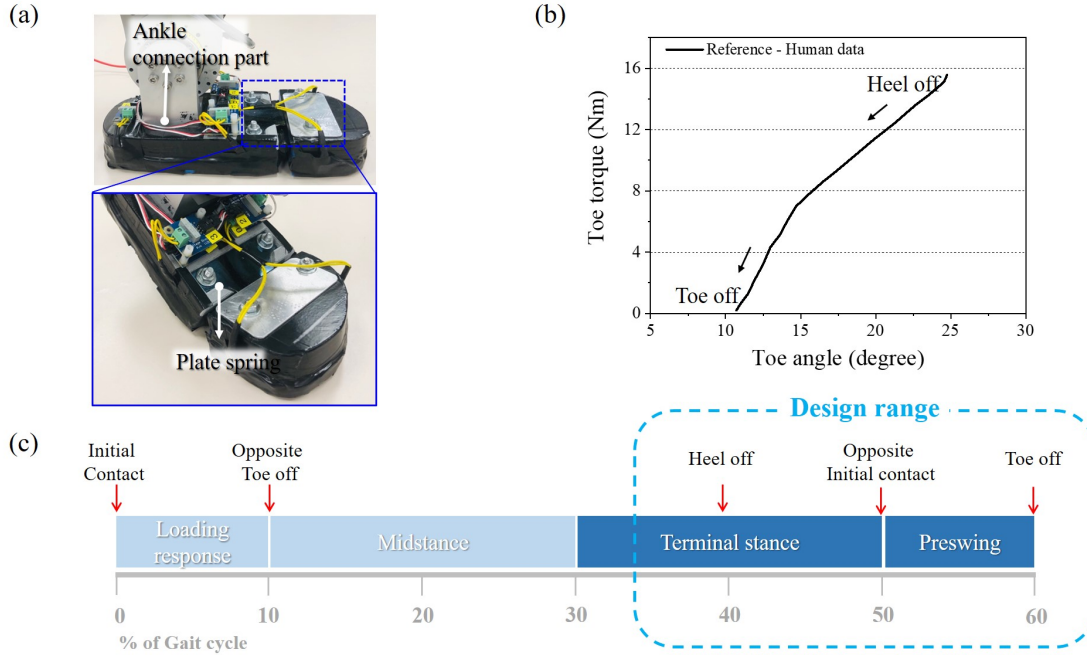 (a)
Ankle
connection part
Plate spring
(b)
Reference - Human data
Heel off
Toe off
Toe torque (Nm)
16
12
8
4
0
5
10
15
20
25
30
Toe angle (degree)
Design range
(c)
Initial
Contact
Opposite
Toe off
Heel off
Opposite
Initial contact
Toe off
Loading
response
Midstance
Terminal stance
Preswing
0
10
20
30
40
50
60
% of Gait cycle